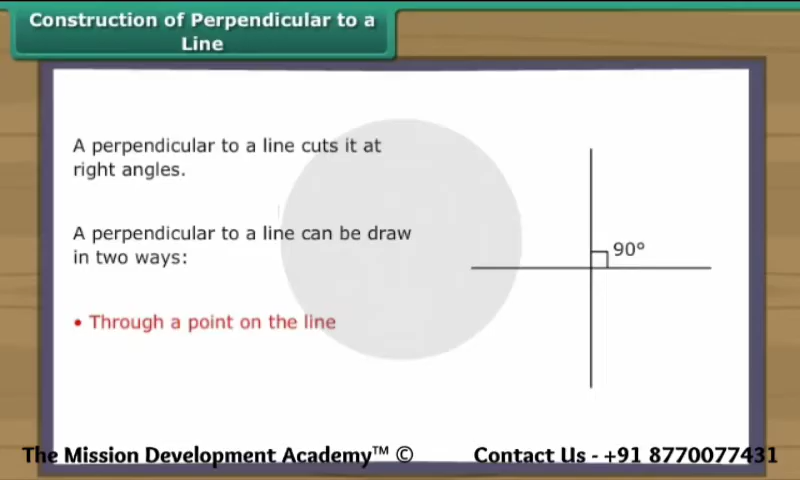 Construction of Perpendicular to a
Line
A perpendicular to a line cuts it at
right angles.
A perpendicular to a line can be draw
in two ways:
• Through a point on the line
90°
The Mission Development Academy™ ©
Contact Us - +91 8770077431